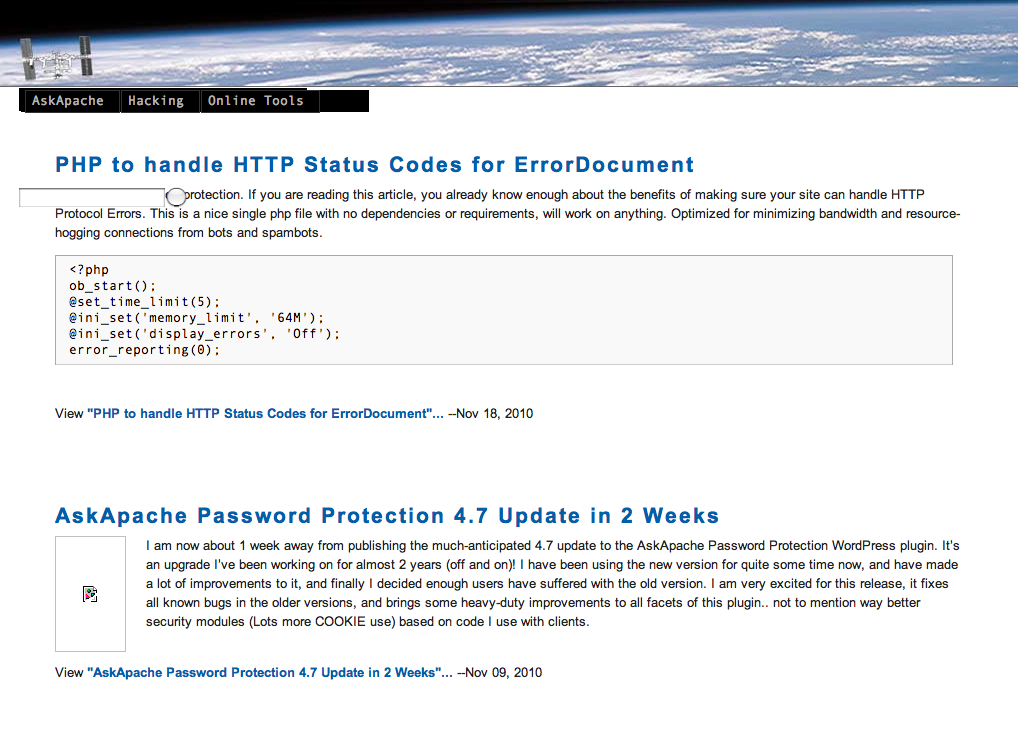 AskApache
Hacking
Online Tools
PHP to handle HTTP Status Codes for ErrorDocument
protection. If you are reading this article, you already know enough about the benefits of making sure your site can handle HTTP
Protocol Errors. This is a nice single php file with no dependencies or requirements, will work on anything. Optimized for minimizing bandwidth and resource-
hogging connections from bots and spambots.
<?php
ob_start();
@set_time_limit(5);
@ini_set('memory_limit', '64M');
@ini_set('display_errors', 'Off');
error_reporting(0);
View "PHP to handle HTTP Status Codes for ErrorDocument"... --Nov 18, 2010
AskApache Password Protection 4.7 Update in 2 Weeks
I am now about 1 week away from publishing the much-anticipated 4.7 update to the AskApache Password Protection WordPress plugin. It's
an upgrade I've been working on for almost 2 years (off and on)! I have been using the new version for quite some time now, and have made
a lot of improvements to it, and finally I decided enough users have suffered with the old version. I am very excited for this release, it fixes
all known bugs in the older versions, and brings some heavy-duty improvements to all facets of this plugin.. not to mention way better
security modules (Lots more COOKIE use) based on code I use with clients.
View "AskApache Password Protection 4.7 Update in 2 Weeks"... --Nov 09, 2010